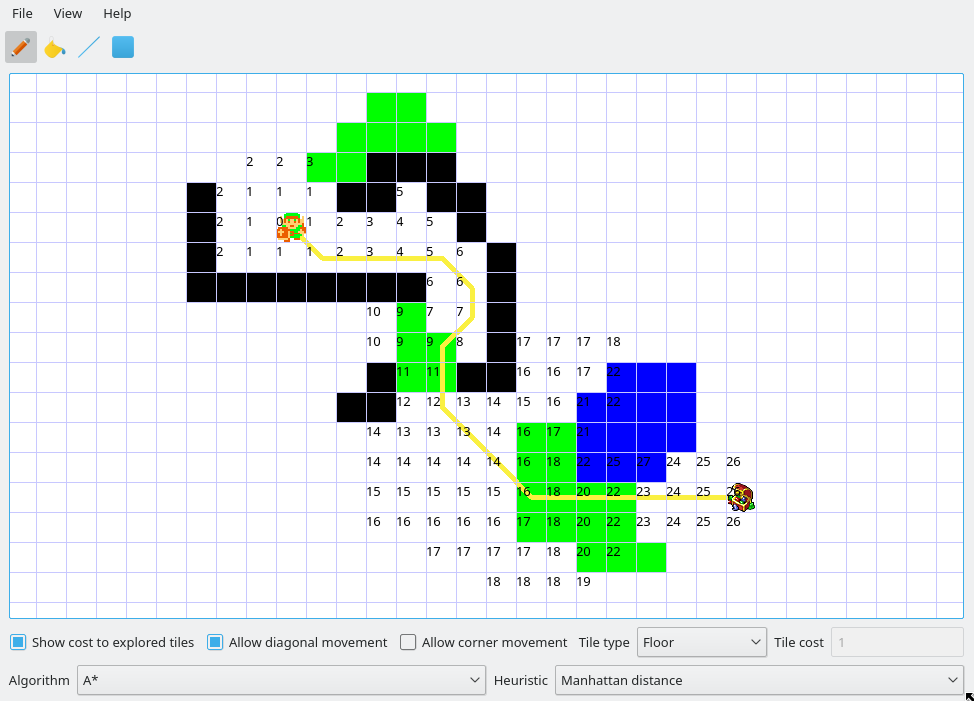 File View Help
2 2 3
2 1 1 1 5
2 1 0 1 2 3 4 5
2 1 1 1 2 3 4 5 6
6 6
10 9 7 7
10 9 9 8 17 17 17 18
11 11 16 16 17 22
12 12 13 14 15 16 21 22
14 13 13 13 14 16 17 21
14 14 14 14 14 16 18 22 25 27 24 25 26
15 15 15 15 15 16 18 20 22 23 24 25 26
16 16 16 16 16 17 18 20 22 23 24 25 26
17 17 17 17 18 20 22
18 18 18 19
Show cost to explored tiles Allow diagonal movement Allow corner movement Tile type Floor Tile cost 1
Algorithm A* Heuristic Manhattan distance